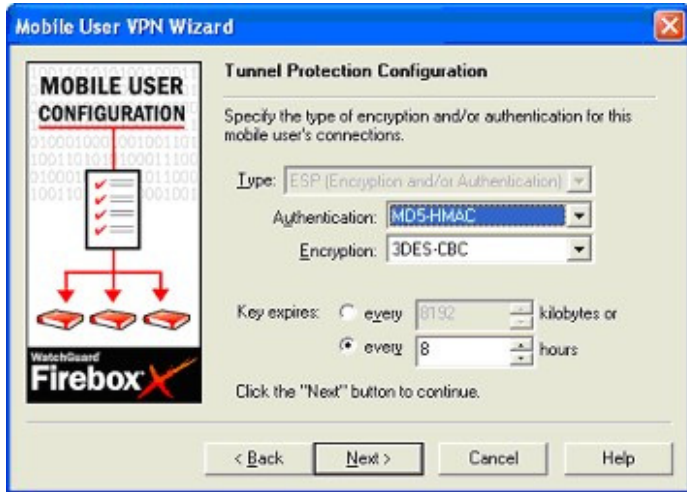 Mobile User VPN Wizard
MOBILE USER
CONFIGURATION
WatchGuard
Firebox X
Tunnel Protection Configuration
Specify the type of encryption and/or authentication for this
mobile user's connections.
Type: ESP (Encryption and/or Authentication)
Authentication: MD5-HMAC
Encryption: 3DES-CBC
Key expires: every 8192 kilobytes or
every 8 hours
Click the "Next" button to continue.
< Back Next > Cancel Help